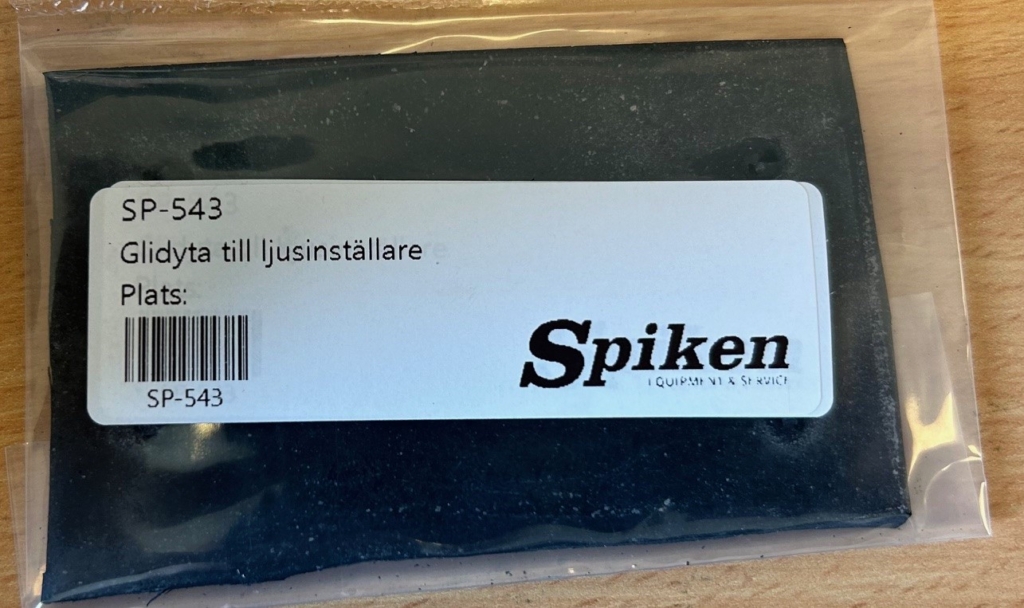 SP-543
Glidyta till ljusinställare
Plats:
SP-543
Spiken
EQUIPMENT & SERVICE